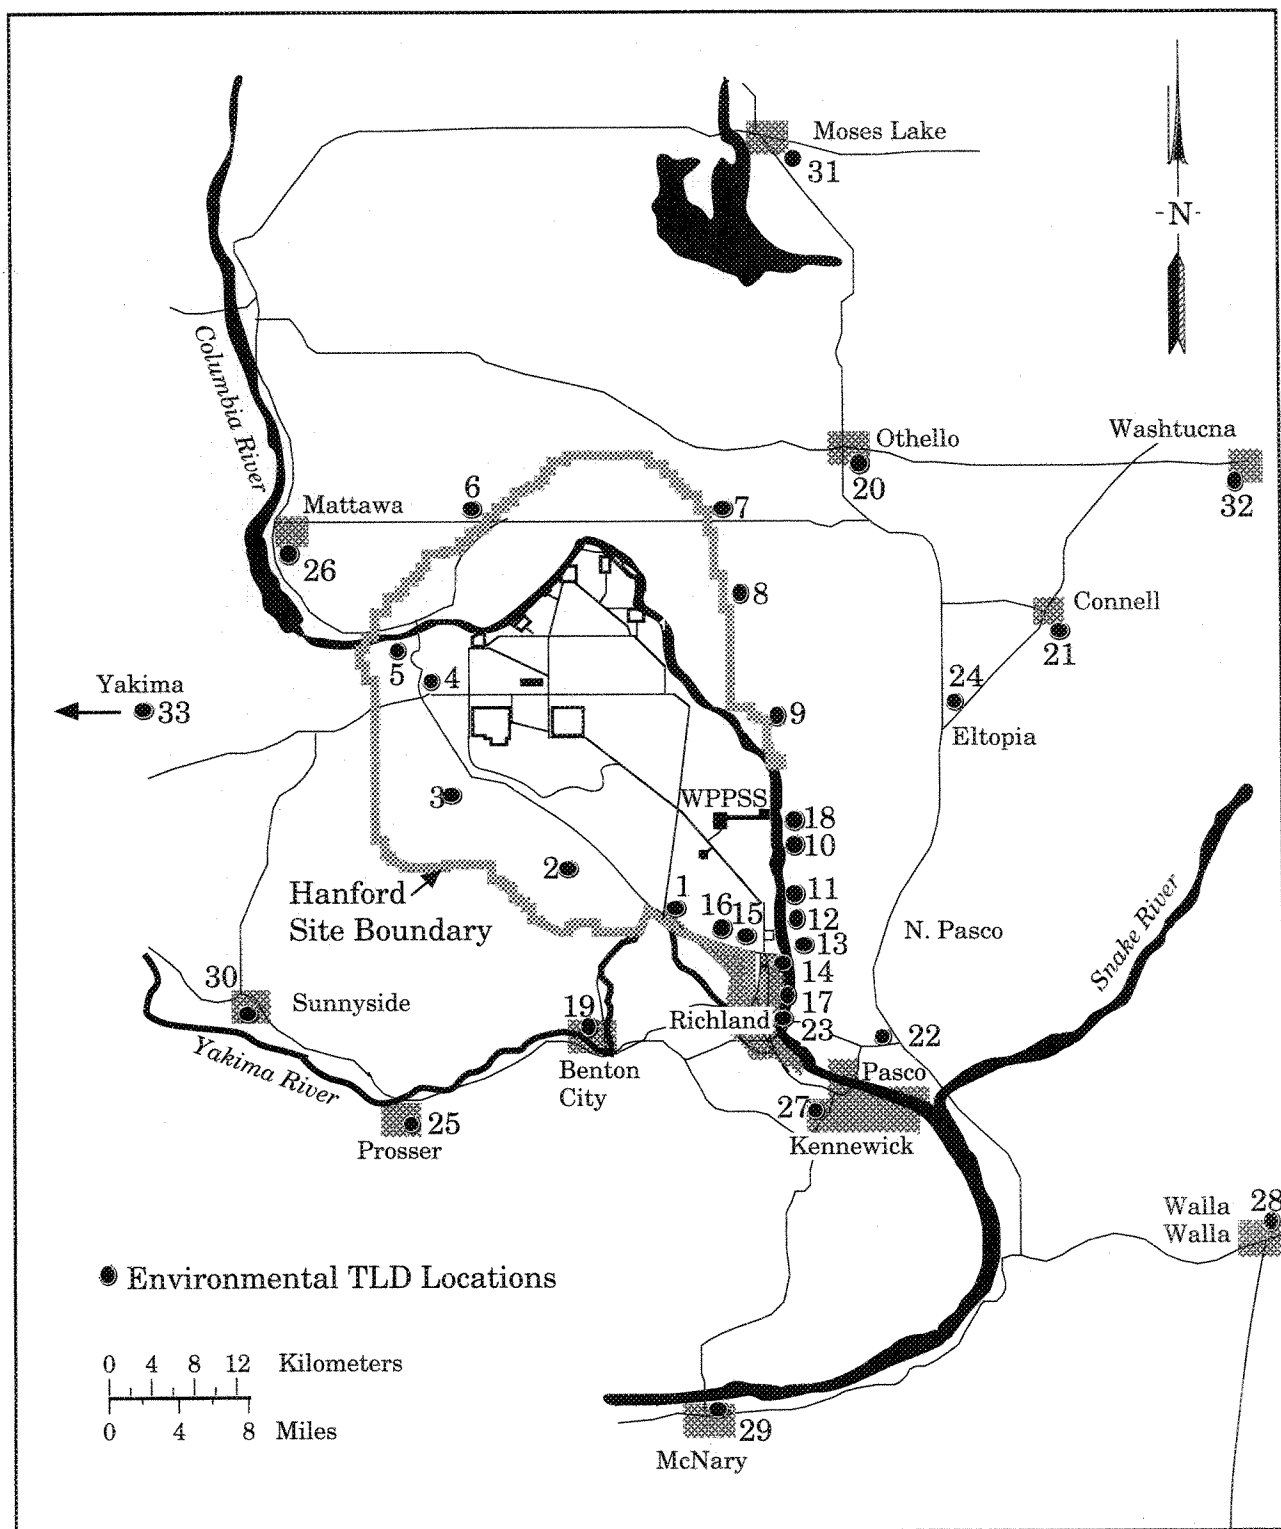 Moses Lake
31
-N-
Columbia River
Othello
Washtucna
20
32
6
7
Mattawa
26
8
Connell
21
5
4
24
Yakima
33
9
Eltopia
3
WPPSS
18
10
2
Hanford
Site Boundary
1
11
16
15
12
13
N. Pasco
Snake River
14
30
Sunnyside
17
19
Richland
23
22
Yakima River
Benton
City
Pasco
27
25
Prosser
Kennewick
Walla
Walla
28
Environmental TLD Locations
0 4 8 12 Kilometers
0 4 8 Miles
29
McNary